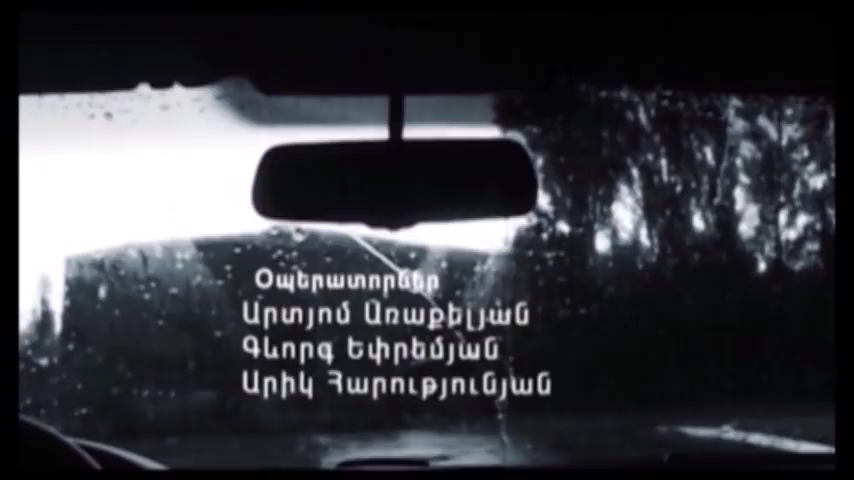 Օպերատորներ
Արտյոմ Առաքելյան
Գևորգ Եփրեմյան
Արիկ Հարությունյան